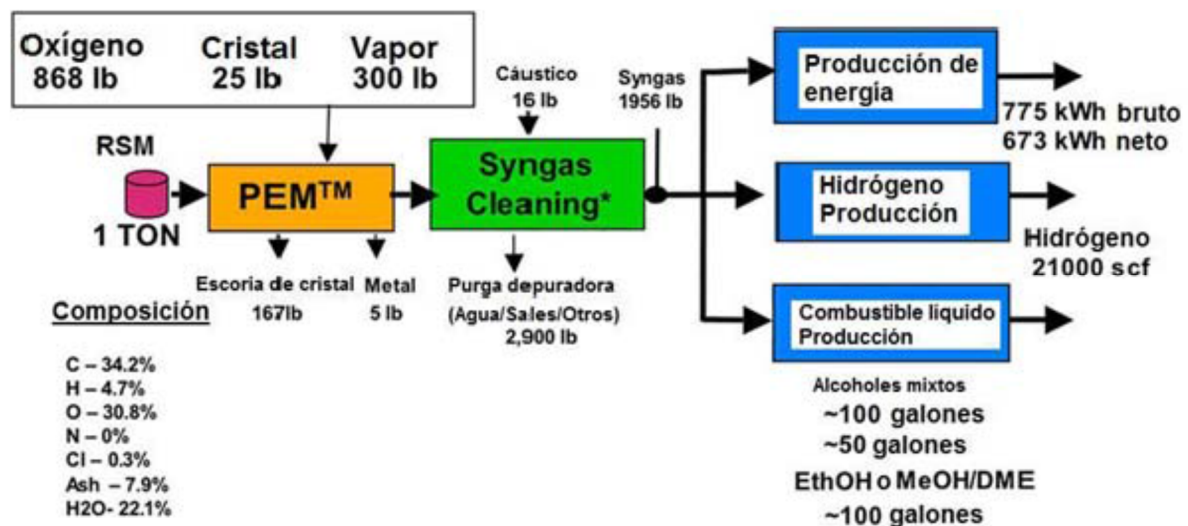 Oxígeno Cristal Vapor
868 lb 25 lb 300 lb
RSM
1 TON
PEM™
Cáustico
16 lb
Syngas
Cleaning*
Syngas
1956 lb
Escoria de cristal
167lb
Metal
5 lb
Purga depuradora
(Agua/Sales/Otros)
2,900 lb
Composición
C – 34.2%
H – 4.7%
O – 30.8%
N – 0%
Cl – 0.3%
Ash – 7.9%
H2O- 22.1%
Producción de
energía
775 kWh bruto
673 kWh neto
Hidrógeno
Producción
Hidrógeno
21000 scf
Combustible líquido
Producción
Alcoholes mixtos
~100 galones
~50 galones
EthOH o MeOH/DME
~100 galones